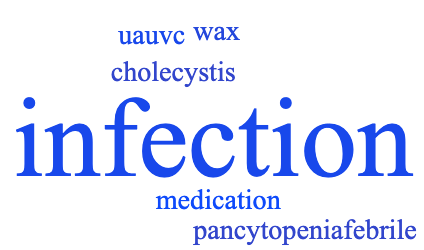 uauvc wax
cholecystis
infection
medication
pancytopeniafebrile